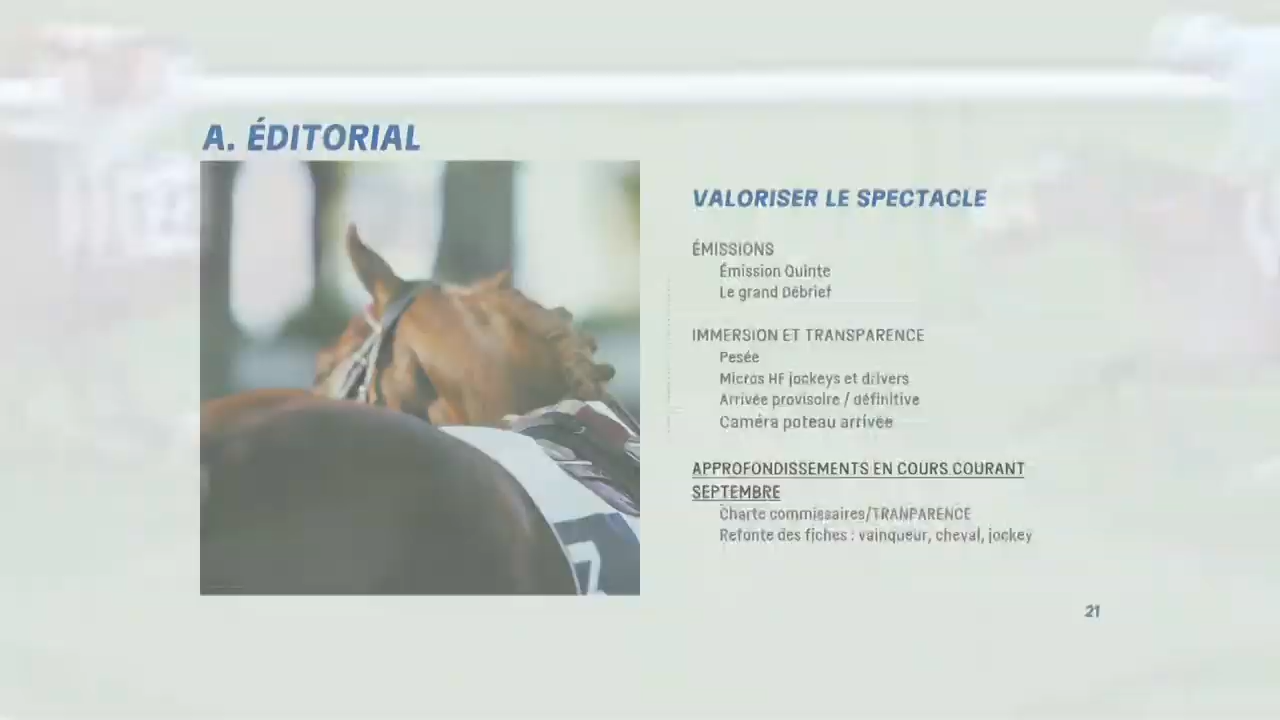 A. ÉDITORIAL
VALORISER LE SPECTACLE
ÉMISSIONS
Émission Quinte
Le grand Débrief
IMMERSION ET TRANSPARENCE
Pesée
Micros HF jockeys et drivers
Arrivée provisoire / définitive
Caméra poteau arrivée
APPROFONDISSEMENTS EN COURS COURANT
SEPTEMBRE
Charte commissaires/TRANPARENCE
Refonte des fiches : vainqueur, cheval, jockey
21